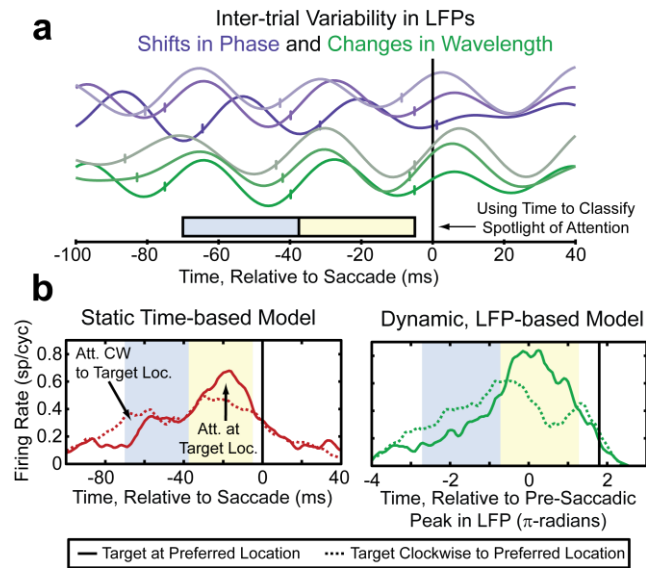 Inter-trial Variability in LFPs
a
Shifts in Phase and Changes in Wavelength
Using Time to Classify
Spotlight of Attention
-100 -80 -60 -40 -20 0 20 40
Time, Relative to Saccade (ms)
b
Static Time-based Model
Dynamic, LFP-based Model
Firing Rate (sp/cyc)
0.8
0.6
0.4
0.2
0
Att. CW
to Target Loc.
Att. at
Target Loc.
-80 -40 0 40
Time, Relative to Saccade (ms)
-4 -2 0 2
Time, Relative to Pre-Saccadic
Peak in LFP (π-radians)
Target at Preferred Location
Target Clockwise to Preferred Location